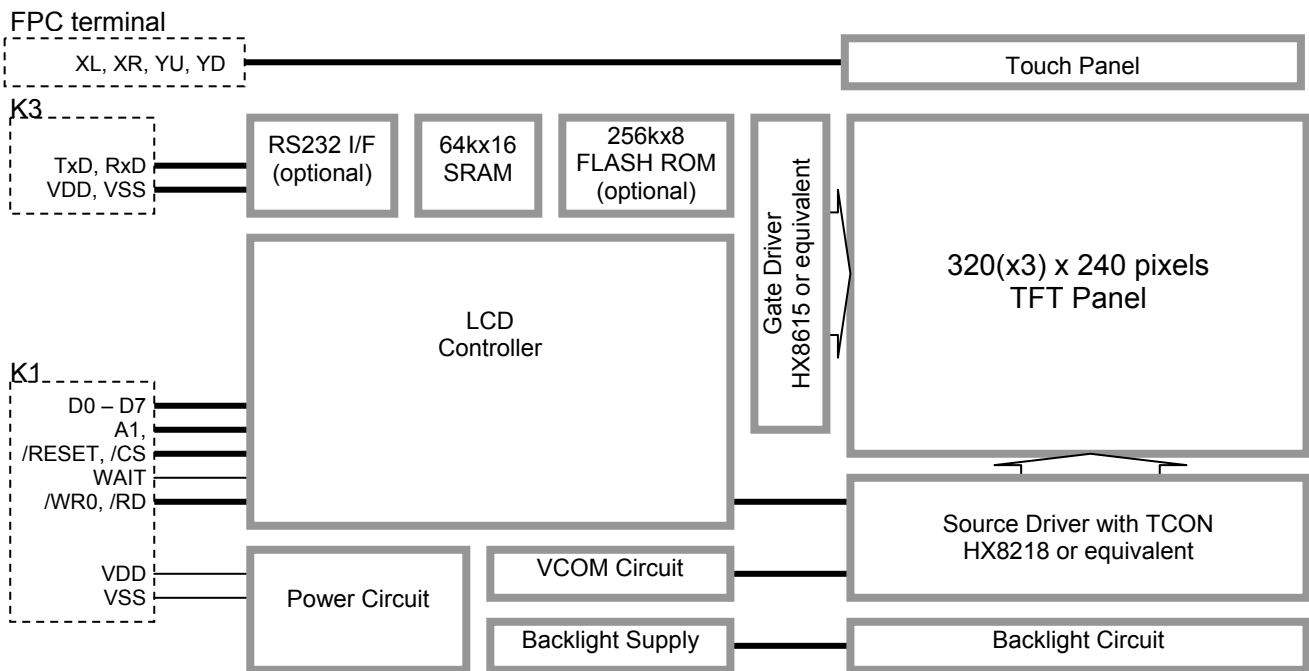 FPC terminal
XL, XR, YU, YD
Touch Panel
K3
TxD, RxD
VDD, VSS
RS232 I/F
(optional)
64kx16
SRAM
256kx8
FLASH ROM
(optional)
Gate Driver
HX8615 or equivalent
320(x3) x 240 pixels
TFT Panel
LCD
Controller
K1
D0 – D7
A1,
/RESET, /CS
WAIT
/WR0, /RD
VDD
VSS
Source Driver with TCON
HX8218 or equivalent
Power Circuit
VCOM Circuit
Backlight Supply
Backlight Circuit